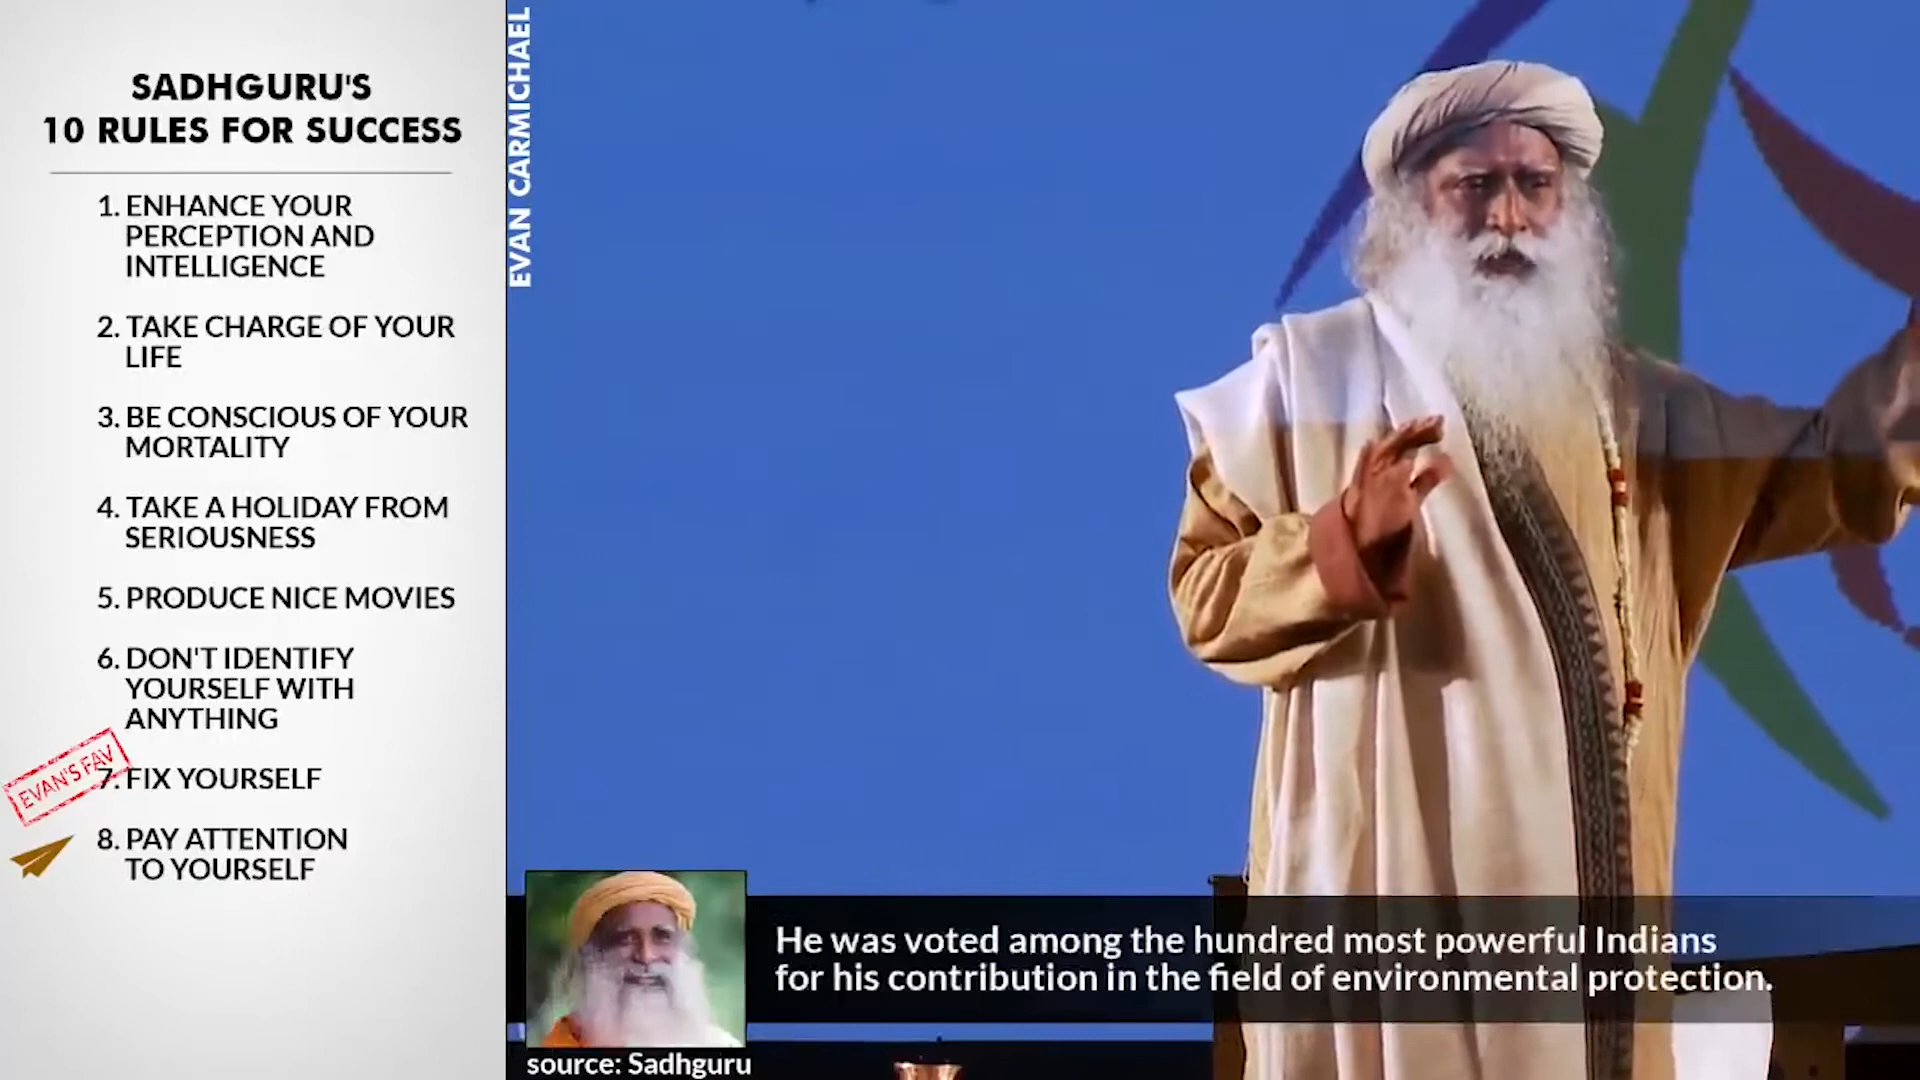 SADHGURU'S
10 RULES FOR SUCCESS
1. ENHANCE YOUR
PERCEPTION AND
INTELLIGENCE
2. TAKE CHARGE OF YOUR
LIFE
3. BE CONSCIOUS OF YOUR
MORTALITY
4. TAKE A HOLIDAY FROM
SERIOUSNESS
5. PRODUCE NICE MOVIES
6. DON'T IDENTIFY
YOURSELF WITH
ANYTHING
EVAN'S FAV
7. FIX YOURSELF
8. PAY ATTENTION
TO YOURSELF
EVAN CARMICHAEL
He was voted among the hundred most powerful Indians
for his contribution in the field of environmental protection.
source: Sadhguru